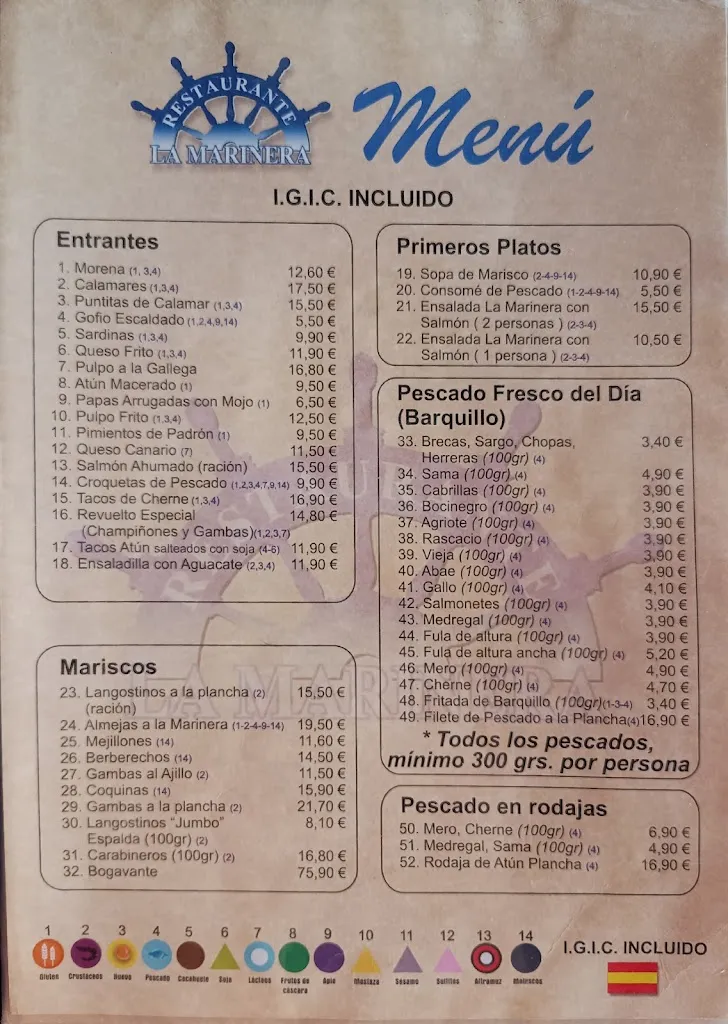 RESTAURANTE
LA MARINERA
Menú
I.G.I.C. INCLUIDO
Entrantes
1. Morena (1, 3,4) 12,60 €
2. Calamares (1,3,4) 17,50 €
3. Puntitas de Calamar (1,3,4) 15,50 €
4. Gofio Escaldado (1,2,4,9,14) 5,50 €
5. Sardinas (1,3,4) 9,90 €
6. Queso Frito (1,3,4) 11,90 €
7. Pulpo a la Gallega 16,80 €
8. Atún Macerado (1) 9,50 €
9. Papas Arrugadas con Mojo (1) 6,50 €
10. Pulpo Frito (1,3,4) 12,50 €
11. Pimientos de Padrón (1) 9,50 €
12. Queso Canario (7) 11,50 €
13. Salmón Ahumado (ración) 15,50 €
14. Croquetas de Pescado (1,2,3,4,7,9,14) 9,90 €
15. Tacos de Cherne (1,3,4) 16,90 €
16. Revuelto Especial 14,80 €
(Champiñones y Gambas)(1,2,3,7)
17. Tacos Atún salteados con soja (4-6) 11,90 €
18. Ensaladilla con Aguacate (2,3,4) 11,90 €
Mariscos
23. Langostinos a la plancha (2) 15,50 €
(ración)
24. Almejas a la Marinera (1-2-4-9-14) 19,50 €
25. Mejillones (14) 11,60 €
26. Berberechos (14) 14,50 €
27. Gambas al Ajillo (2) 11,50 €
28. Coquinas (14) 15,90 €
29. Gambas a la plancha (2) 21,70 €
30. Langostinos "Jumbo" 8,10 €
Espalda (100gr) (2)
31. Carabineros (100gr) (2) 16,80 €
32. Bogavante 75,90 €
Primeros Platos
19. Sopa de Marisco (2-4-9-14) 10,90 €
20. Consomé de Pescado (1-2-4-9-14) 5,50 €
21. Ensalada La Marinera con 15,50 €
Salmón ( 2 personas ) (2-3-4)
22. Ensalada La Marinera con 10,50 €
Salmón ( 1 persona ) (2-3-4)
Pescado Fresco del Día
(Barquillo)
33. Brecas, Sargo, Chopas, 3,40 €
Herreras (100gr) (4)
34. Sama (100gr) (4) 4,90 €
35. Cabrillas (100gr) (4) 3,90 €
36. Bocinegro (100gr) (4) 3,90 €
37. Agriote (100gr) (4) 3,90 €
38. Rascacio (100gr) (4) 3,90 €
39. Vieja (100gr) (4) 3,90 €
40. Abae (100gr) (4) 3,90 €
41. Gallo (100gr) (4) 4,10 €
42. Salmonetes (100gr) (4) 3,90 €
43. Medregal (100gr) (4) 3,90 €
44. Fula de altura (100gr) (4) 3,90 €
45. Fula de altura ancha (100gr) (4) 5,20 €
46. Mero (100gr) (4) 4,90 €
47. Cherne (100gr) (4) 4,70 €
48. Fritada de Barquillo (100gr)(1-3-4) 3,40 €
49. Filete de Pescado a la Plancha(4) 16,90 €
* Todos los pescados,
mínimo 300 grs. por persona
Pescado en rodajas
50. Mero, Cherne (100gr) (4) 6,90 €
51. Medregal, Sama (100gr) (4) 4,90 €
52. Rodaja de Atún Plancha (4) 16,90 €
1 2 3 4 5 6 7 8 9 10 11 12 13 14
Gluten Crustáceos Huevo Pescado Cacahuete Soja Lácteos Frutos de cáscara Apio Mostaza Sésamo Sulfitos Altramuz Moluscos
I.G.I.C. INCLUIDO